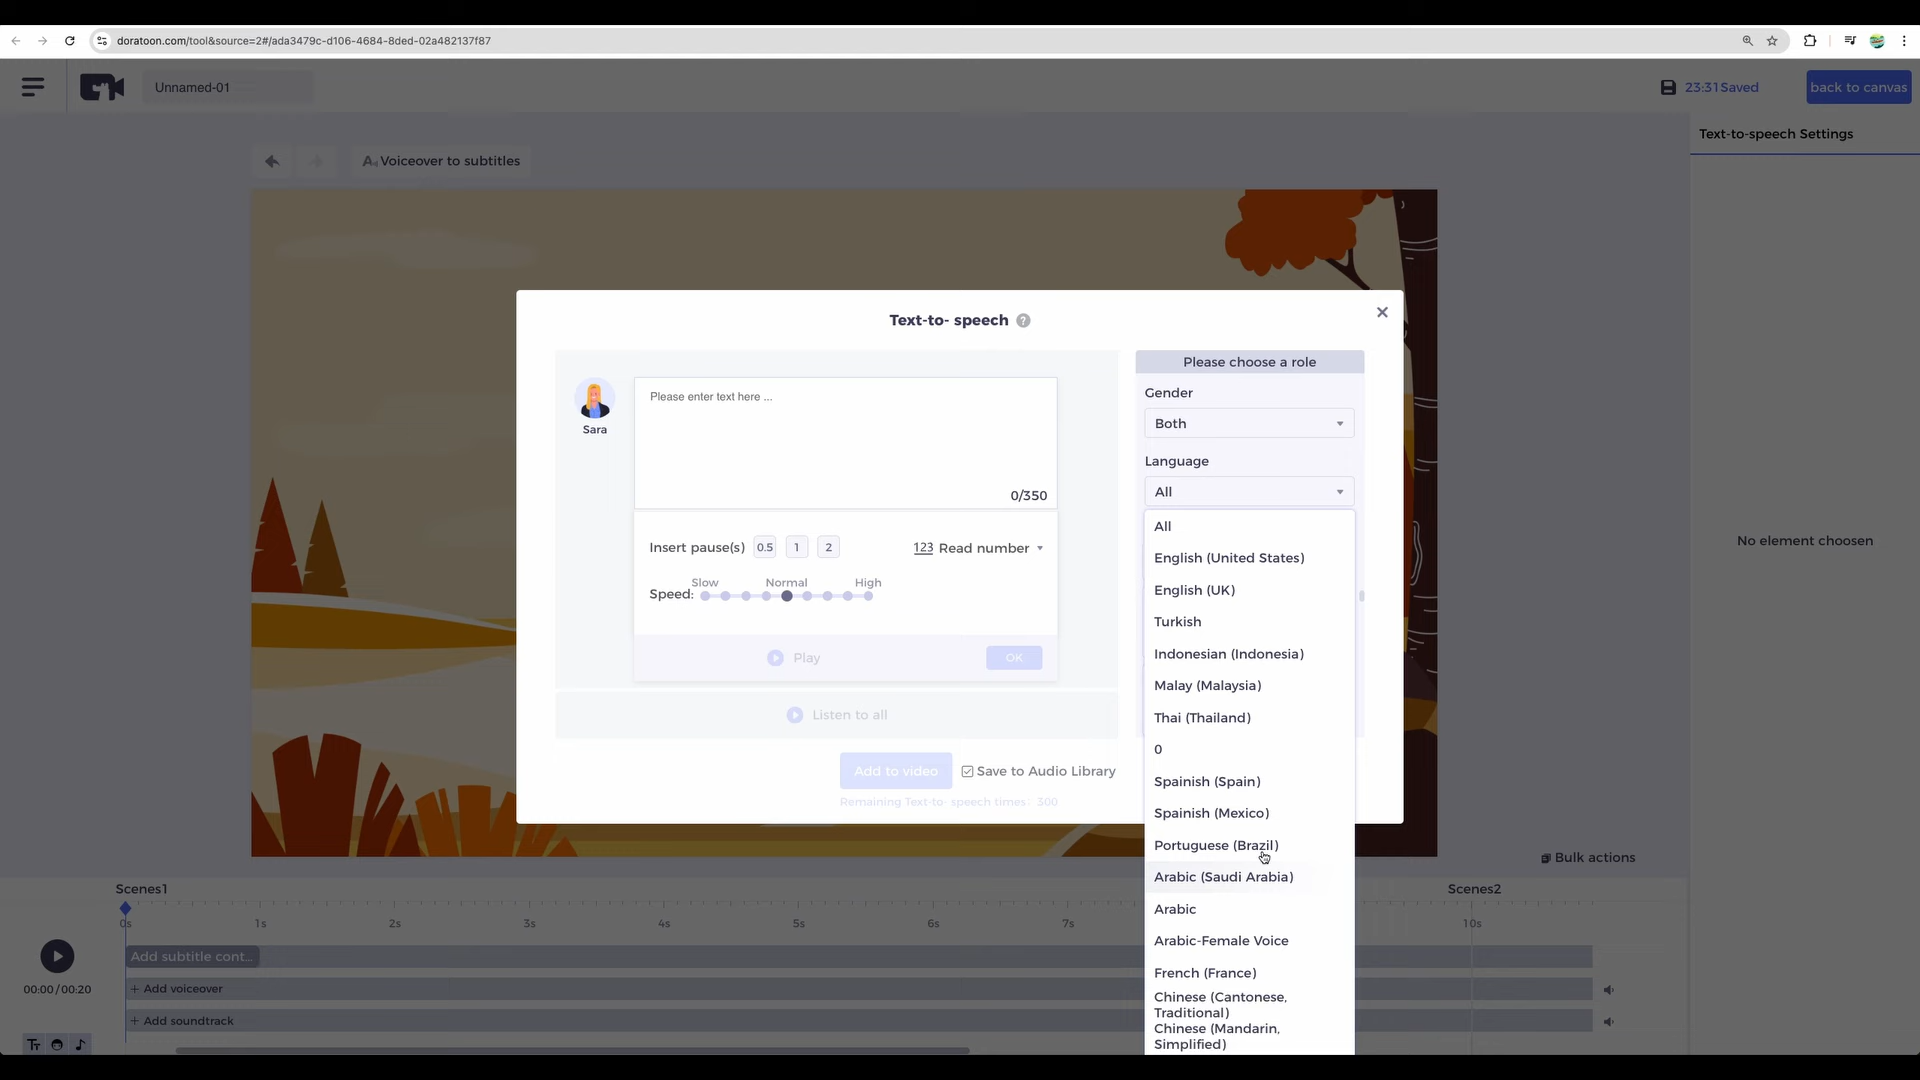 doratoon.com/tool&source=2#/ada3479c-d106-4684-8ded-02a482137f87
Unnamed-01
23:31Saved
back to canvas
Voiceover to subtitles
Text-to-speech Settings
No element choosen
Text-to- speech ?
Sara
Please enter text here ...
0/350
Insert pause(s) 0.5 1 2
123 Read number
Slow Normal High
Speed:
Play
OK
Listen to all
Add to video
Save to Audio Library
Remaining Text-to- speech times: 300
Please choose a role
Gender
Both
Language
All
All
English (United States)
English (UK)
Turkish
Indonesian (Indonesia)
Malay (Malaysia)
Thai (Thailand)
0
Spainish (Spain)
Spainish (Mexico)
Portuguese (Brazil)
Arabic (Saudi Arabia)
Arabic
Arabic-Female Voice
French (France)
Chinese (Cantonese,
Traditional)
Chinese (Mandarin,
Simplified)
Bulk actions
Scenes1
Scenes2
0s 1s 2s 3s 4s 5s 6s 7s 10s
Add subtitle cont...
00:00/00:20
+ Add voiceover
+ Add soundtrack
Tт